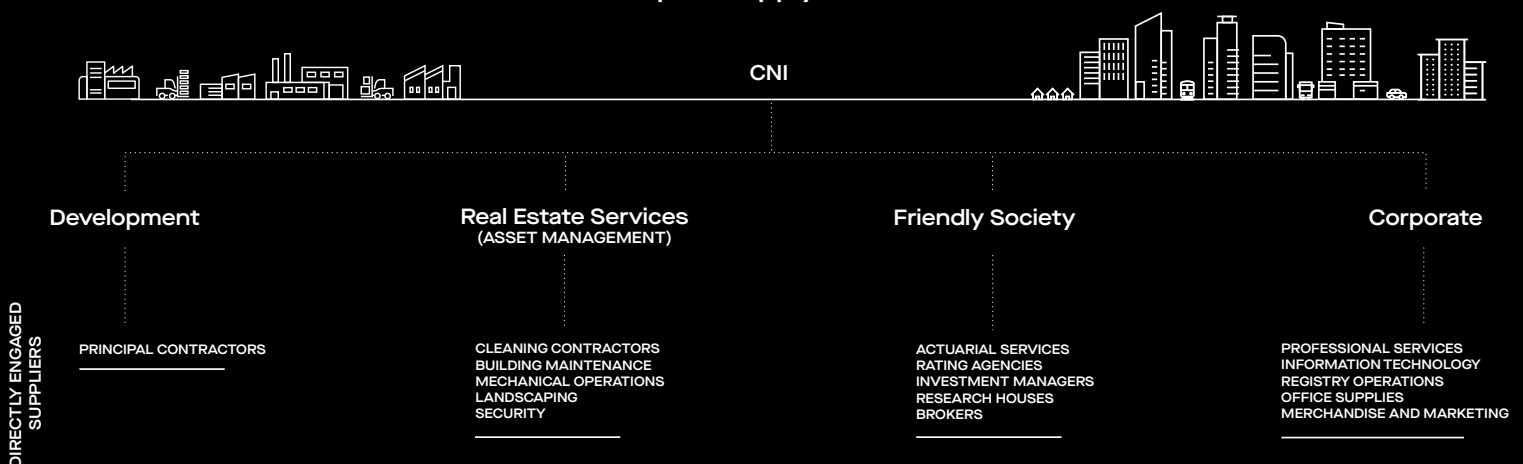 CNI
Development
Real Estate Services
(ASSET MANAGEMENT)
Friendly Society
Corporate
DIRECTLY ENGAGED
SUPPLIERS
PRINCIPAL CONTRACTORS
CLEANING CONTRACTORS
BUILDING MAINTENANCE
MECHANICAL OPERATIONS
LANDSCAPING
SECURITY
ACTUARIAL SERVICES
RATING AGENCIES
INVESTMENT MANAGERS
RESEARCH HOUSES
BROKERS
PROFESSIONAL SERVICES
INFORMATION TECHNOLOGY
REGISTRY OPERATIONS
OFFICE SUPPLIES
MERCHANDISE AND MARKETING